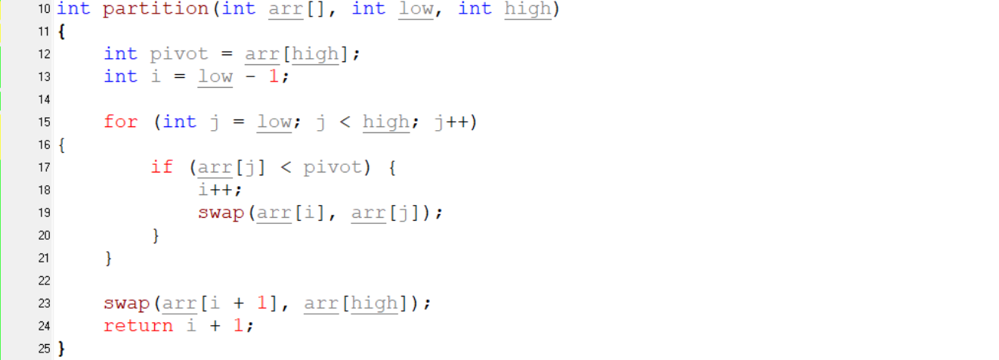 10 int partition(int arr[], int low, int high)
11 {
12     int pivot = arr[high];
13     int i = low - 1;
14
15     for (int j = low; j < high; j++)
16 {
17         if (arr[j] < pivot) {
18             i++;
19             swap(arr[i], arr[j]);
20         }
21     }
22
23     swap(arr[i + 1], arr[high]);
24     return i + 1;
25 }